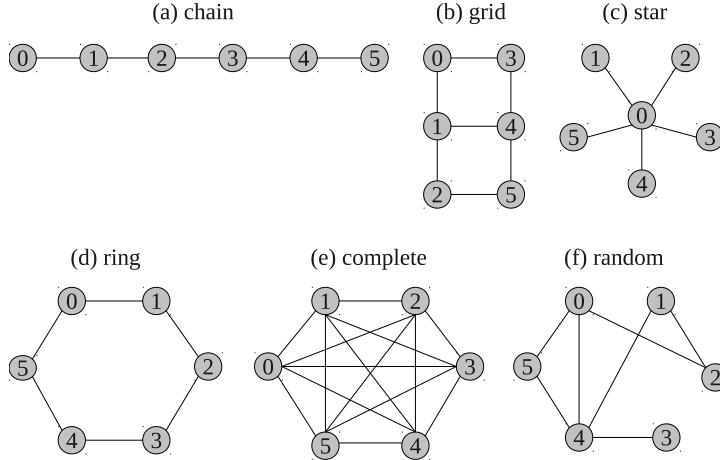 (a) chain
0 1 2 3 4 5
(b) grid
0 3
1 4
2 5
(c) star
1 2
0
5 3
4
(d) ring
0 1
5 2
4 3
(e) complete
1 2
0 3
5 4
(f) random
0 1
5 2
4 3